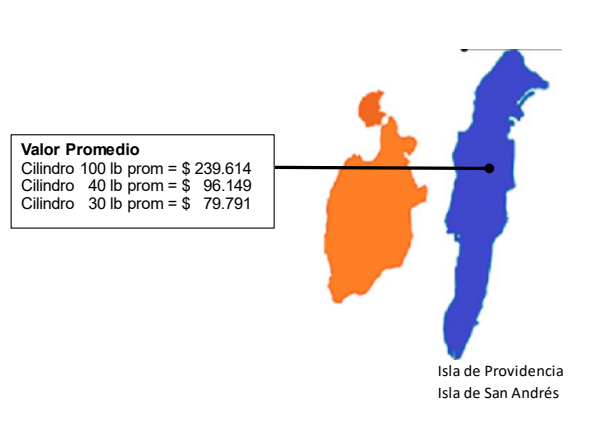 Valor Promedio
Cilindro 100 lb prom = $ 239.614
Cilindro 40 lb prom = $ 96.149
Cilindro 30 lb prom = $ 79.791
Isla de Providencia
Isla de San Andrés